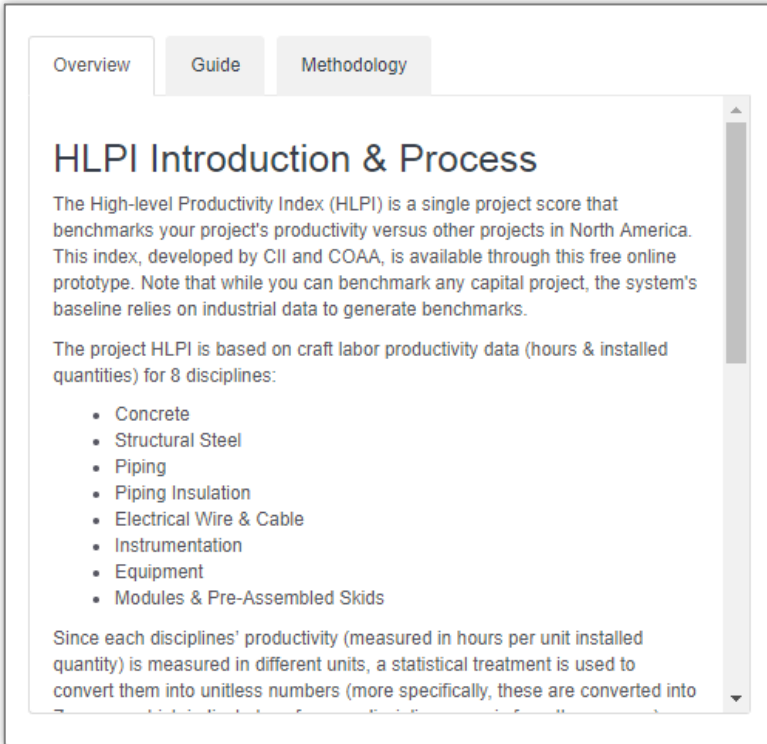 Overview
Guide
Methodology
HLPI Introduction & Process
The High-level Productivity Index (HLPI) is a single project score that
benchmarks your project's productivity versus other projects in North America.
This index, developed by CII and COAA, is available through this free online
prototype. Note that while you can benchmark any capital project, the system's
baseline relies on industrial data to generate benchmarks.
The project HLPI is based on craft labor productivity data (hours & installed
quantities) for 8 disciplines:
• Concrete
• Structural Steel
• Piping
• Piping Insulation
• Electrical Wire & Cable
• Instrumentation
• Equipment
• Modules & Pre-Assembled Skids
Since each disciplines' productivity (measured in hours per unit installed
quantity) is measured in different units, a statistical treatment is used to
convert them into unitless numbers (more specifically, these are converted into